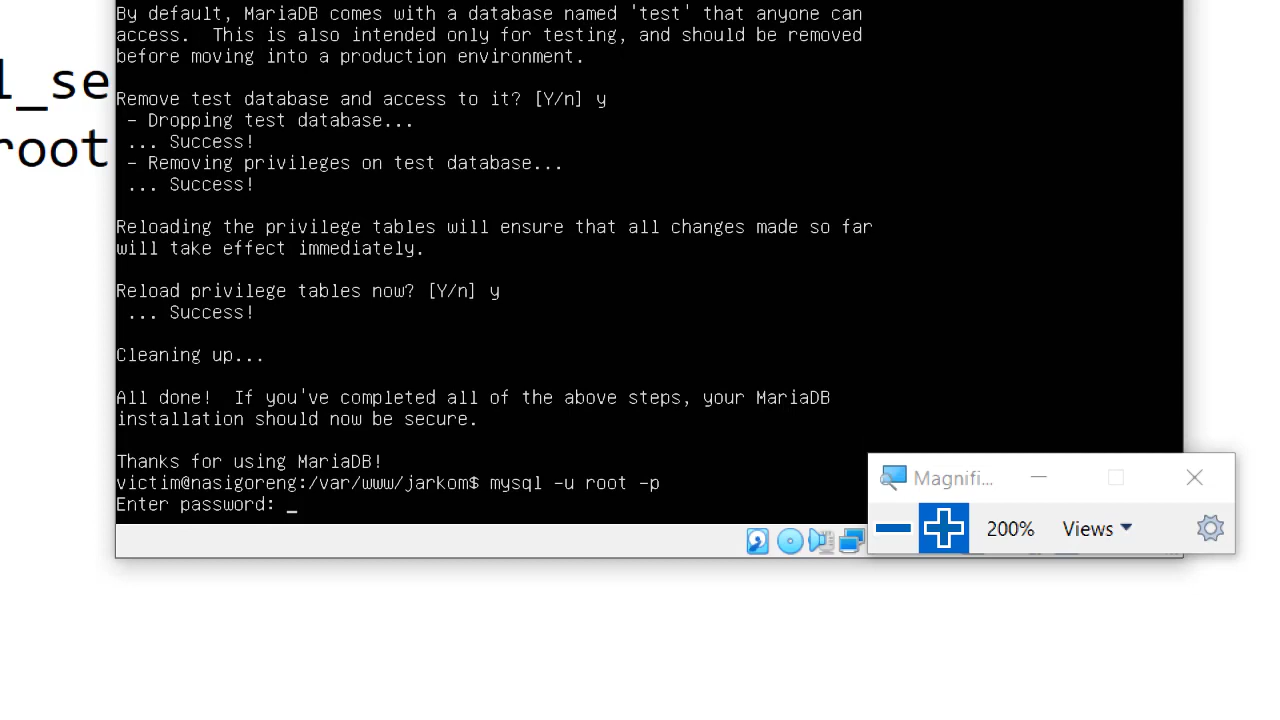 By default, MariaDB comes with a database named 'test' that anyone can
access.  This is also intended only for testing, and should be removed
before moving into a production environment.
l_se
Remove test database and access to it? [Y/n] y
 - Dropping test database...
root
 ... Success!
 - Removing privileges on test database...
 ... Success!
Reloading the privilege tables will ensure that all changes made so far
will take effect immediately.
Reload privilege tables now? [Y/n] y
 ... Success!
Cleaning up...
All done!  If you've completed all of the above steps, your MariaDB
installation should now be secure.
Thanks for using MariaDB!
victim@nasigoreng:/var/www/jarkom$ mysql -u root -p
Enter password: _
Magnifi...
200% Views